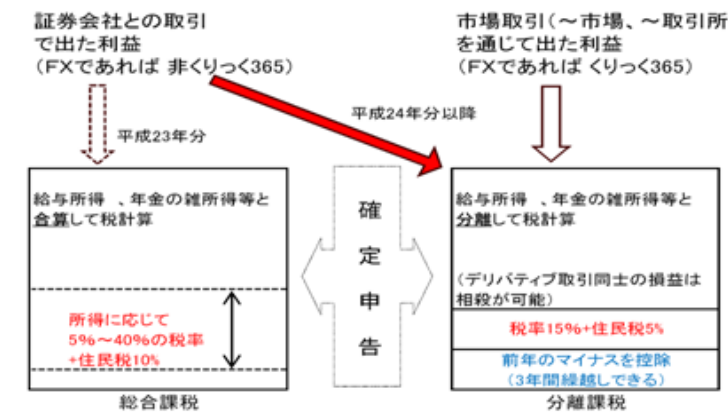 証券会社との取引
で出た利益
(FXであれば 非くりっく365)
市場取引(～市場、～取引所
を通じて出た利益
(FXであれば くりっく365)
平成23年分
平成24年分以降
給与所得 、年金の雑所得等と
合算して税計算
所得に応じて
5%～40%の税率
+住民税10%
総合課税
確
定
申
告
給与所得 、年金の雑所得等と
分離して税計算
(デリバティブ取引同士の損益は
相殺が可能)
税率15%+住民税5%
前年のマイナスを控除
(3年間繰越しできる)
分離課税